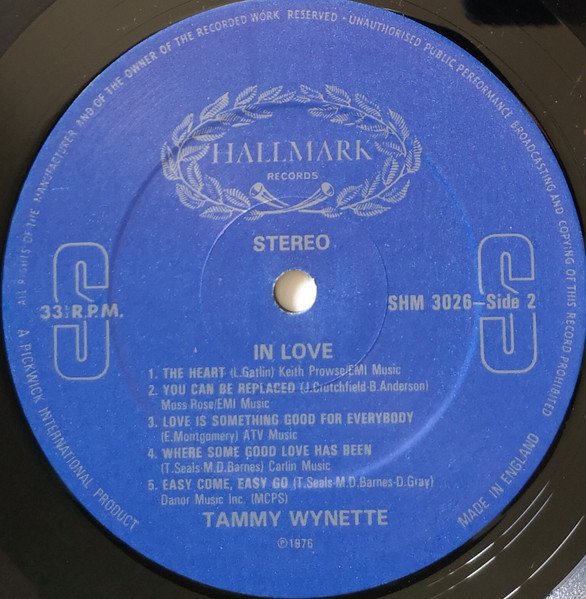 ALL RIGHTS OF THE MANUFACTURER AND OF THE OWNER OF THE RECORDED WORK RESERVED - UNAUTHORISED PUBLIC PERFORMANCE BROADCASTING AND COPYING OF THIS RECORD PROHIBITED
HALLMARK
RECORDS
STEREO
S
S
33⅓ R.P.M.
SHM 3026–Side 2
IN LOVE
1. THE HEART (L.Gatlin) Keith Prowse/EMI Music
2. YOU CAN BE REPLACED (J.Crutchfield-B.Anderson)
Moss Rose/EMI Music
3. LOVE IS SOMETHING GOOD FOR EVERYBODY
(E.Montgomery) ATV Music
4. WHERE SOME GOOD LOVE HAS BEEN
(T.Seals-M.D.Barnes) Carlin Music
5. EASY COME, EASY GO (T.Seals-M.D.Barnes-D.Gray)
Danor Music Inc. (MCPS)
TAMMY WYNETTE
℗1976
A PICKWICK INTERNATIONAL PRODUCT
MADE IN ENGLAND